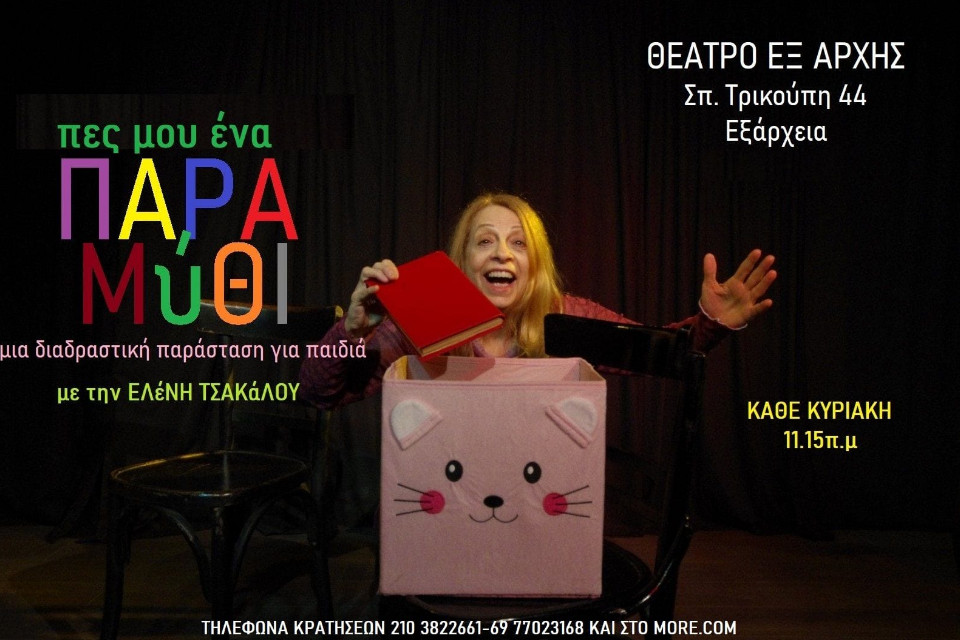 πες μου ένα
ΠΑΡΑ
ΜύΘΙ
μια διαδραστική παράσταση για παιδιά
με την ΕΛέΝΗ ΤΣΑΚάΛΟΥ
ΘΕΑΤΡΟ ΕΞ ΑΡΧΗΣ
Σπ. Τρικούπη 44
Εξάρχεια
ΚΑΘΕ ΚΥΡΙΑΚΗ
11.15π.μ
ΤΗΛΕΦΩΝΑ ΚΡΑΤΗΣΕΩΝ 210 3822661-69 77023168 ΚΑΙ ΣΤΟ MORE.COM